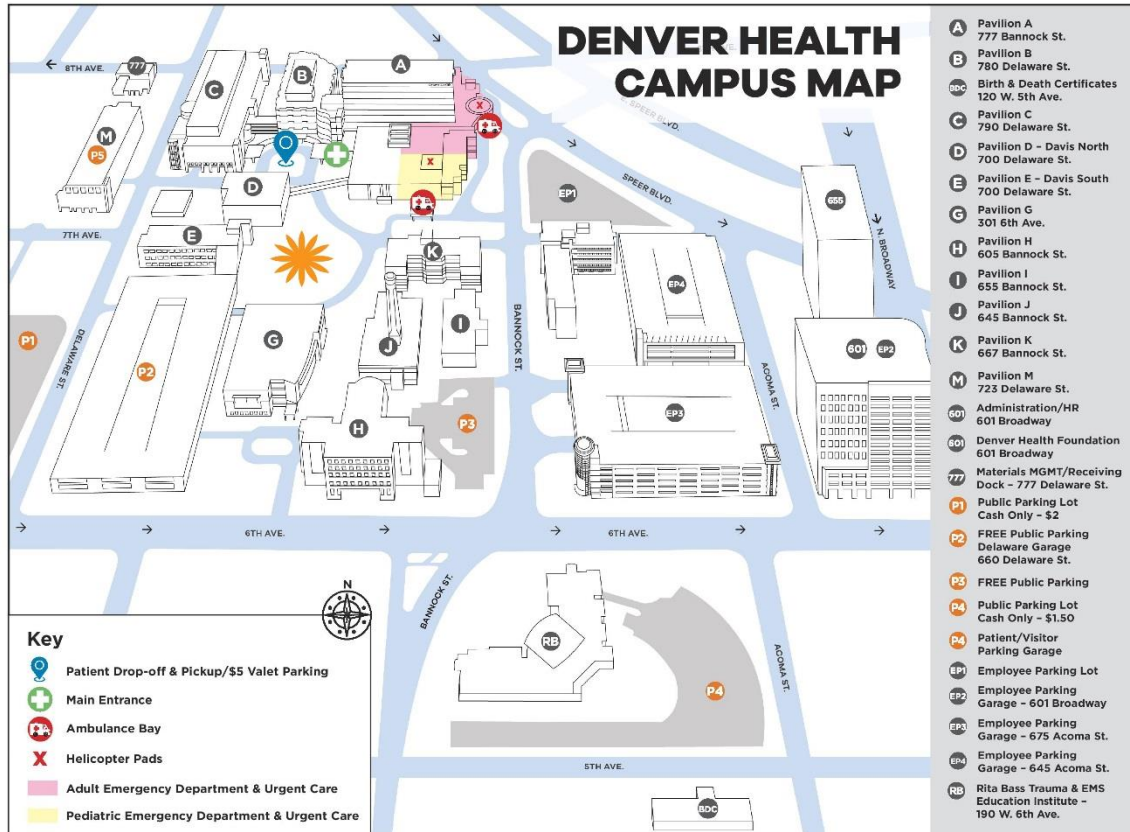 DENVER HEALTH
CAMPUS MAP
8TH AVE.
777
C
B
A
X
M
P5
D
X
E
7TH AVE.
K
EP1
N. SPEER BLVD.
SPEER BLVD.
655
N. BROADWAY
EP4
P1
DELAWARE ST.
P2
G
J
I
BANNOCK ST.
601
EP2
ACOMA ST.
H
P3
EP3
6TH AVE.
6TH AVE.
BANNOCK ST.
RB
P4
ACOMA ST.
5TH AVE.
BDC
N
Key
Patient Drop-off & Pickup/$5 Valet Parking
Main Entrance
Ambulance Bay
X Helicopter Pads
Adult Emergency Department & Urgent Care
Pediatric Emergency Department & Urgent Care
A Pavilion A
777 Bannock St.
B Pavilion B
780 Delaware St.
BDC Birth & Death Certificates
120 W. 5th Ave.
C Pavilion C
790 Delaware St.
D Pavilion D – Davis North
700 Delaware St.
E Pavilion E – Davis South
700 Delaware St.
G Pavilion G
301 6th Ave.
H Pavilion H
605 Bannock St.
I Pavilion I
655 Bannock St.
J Pavilion J
645 Bannock St.
K Pavilion K
667 Bannock St.
M Pavilion M
723 Delaware St.
601 Administration/HR
601 Broadway
601 Denver Health Foundation
601 Broadway
777 Materials MGMT/Receiving
Dock – 777 Delaware St.
P1 Public Parking Lot
Cash Only – $2
P2 FREE Public Parking
Delaware Garage
660 Delaware St.
P3 FREE Public Parking
P4 Public Parking Lot
Cash Only – $1.50
P4 Patient/Visitor
Parking Garage
EP1 Employee Parking Lot
EP2 Employee Parking
Garage – 601 Broadway
EP3 Employee Parking
Garage – 675 Acoma St.
EP4 Employee Parking
Garage – 645 Acoma St.
RB Rita Bass Trauma & EMS
Education Institute –
190 W. 6th Ave.